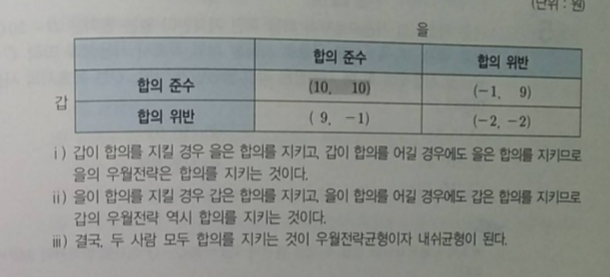 (단위 : 원)
을
합의 준수 합의 위반
갑 합의 준수 (10, 10) (-1, 9)
합의 위반 ( 9, -1) (-2, -2)
ⅰ) 갑이 합의를 지킬 경우 을은 합의를 지키고, 갑이 합의를 어길 경우에도 을은 합의를 지키므로
을의 우월전략은 합의를 지키는 것이다.
ⅱ) 을이 합의를 지킬 경우 갑은 합의를 지키고, 을이 합의를 어길 경우에도 갑은 합의를 지키므로
갑의 우월전략 역시 합의를 지키는 것이다.
ⅲ) 결국, 두 사람 모두 합의를 지키는 것이 우월전략균형이자 내쉬균형이 된다.